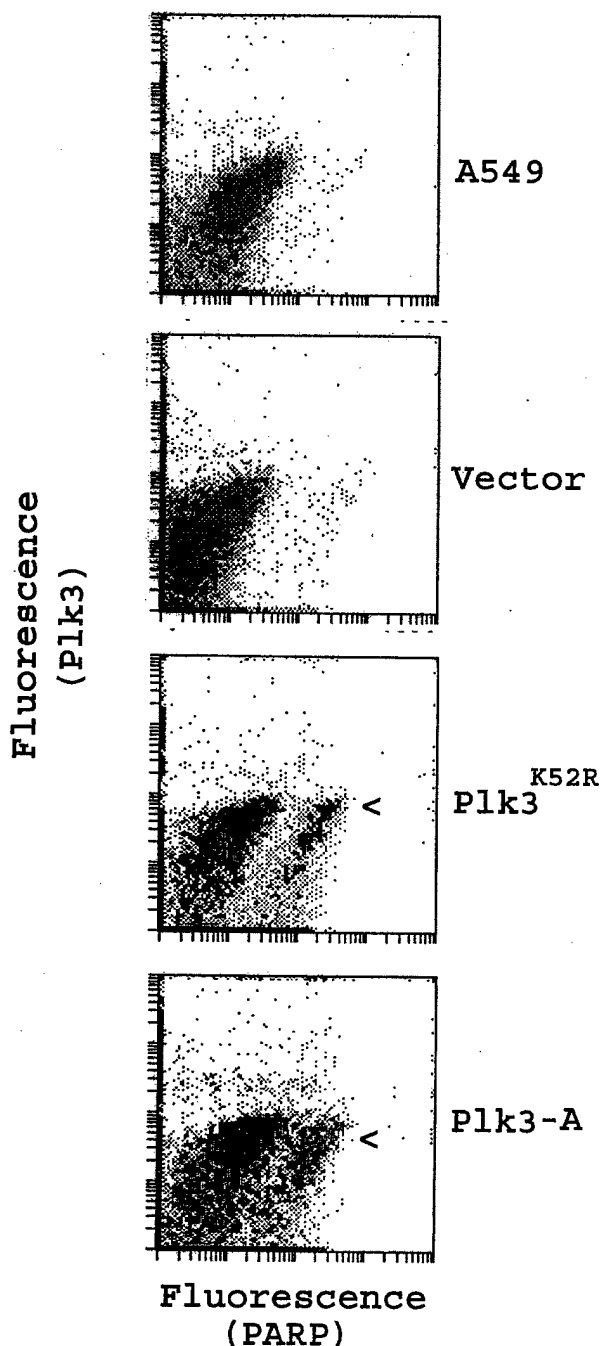 A549
Vector
Fluorescence
(Plk3)
Plk3K52R
<
Plk3-A
<
Fluorescence
(PARP)